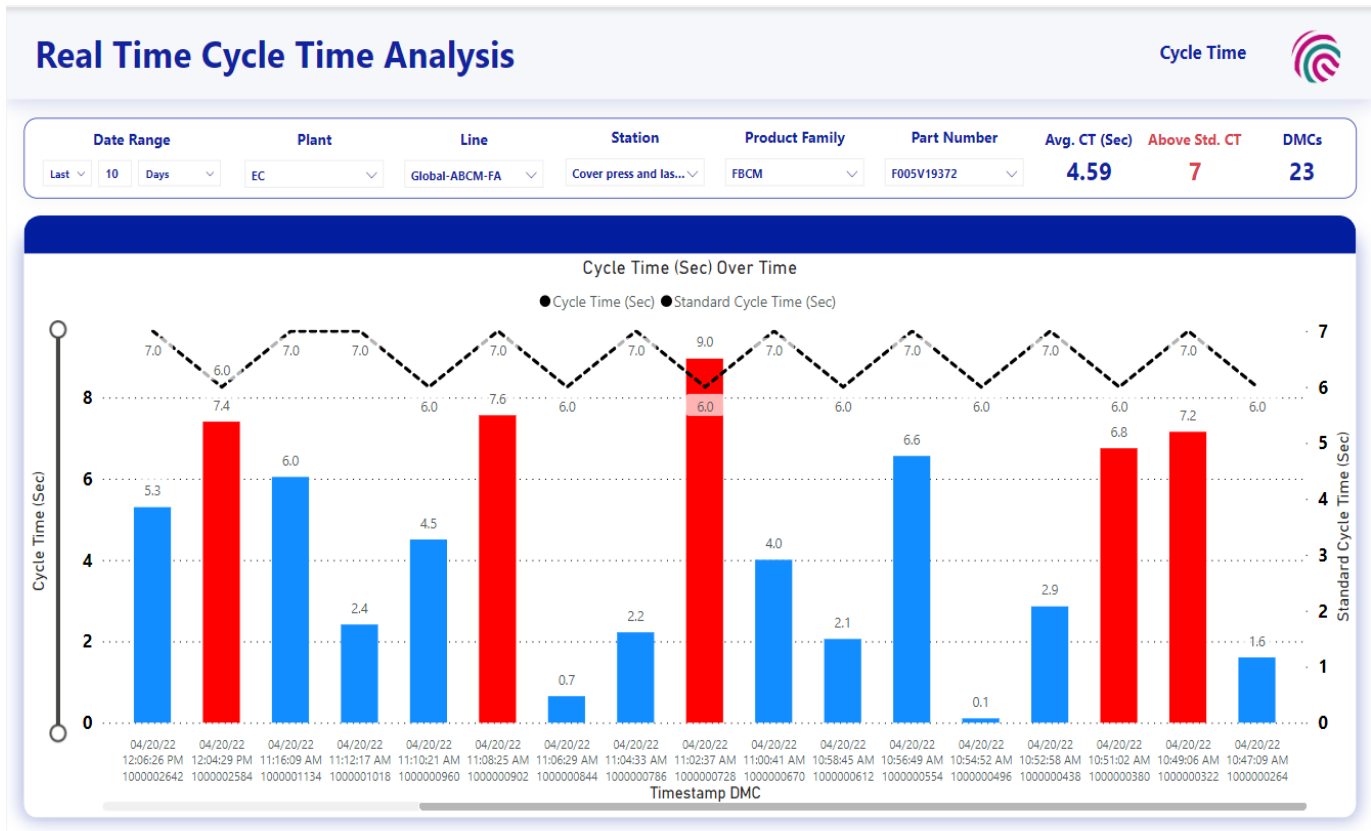 Real Time Cycle Time Analysis
Cycle Time
Date Range Plant Line Station Product Family Part Number Avg. CT (Sec) Above Std. CT DMCs
Last 10 Days EC Global-ABCM-FA Cover press and las... FBCM F005V19372 4.59 7 23
Cycle Time (Sec) Over Time
Cycle Time (Sec) Standard Cycle Time (Sec)
7
9.0
7.0 7.0 7.0 7.0 7.0 7.0 7.0 7.0 7.0
6.0
6
8
7.4 6.0 7.6 6.0 6.0 6.0 6.0 6.0 6.0
7.2
6.8
5
6.6
6
6.0
5.3
4
4.5
4.0
4
3
2.9
2.4
2.2
2.1
2
2
1.6
1
0.7
0.1
0
0
Cycle Time (Sec)
Standard Cycle Time (Sec)
04/20/22 04/20/22 04/20/22 04/20/22 04/20/22 04/20/22 04/20/22 04/20/22 04/20/22 04/20/22 04/20/22 04/20/22 04/20/22 04/20/22 04/20/22 04/20/22 04/20/22
12:06:26 PM 12:04:29 PM 11:16:09 AM 11:12:17 AM 11:10:21 AM 11:08:25 AM 11:06:29 AM 11:04:33 AM 11:02:37 AM 11:00:41 AM 10:58:45 AM 10:56:49 AM 10:54:52 AM 10:52:58 AM 10:51:02 AM 10:49:06 AM 10:47:09 AM
1000002642 1000002584 1000001134 1000001018 1000000960 1000000902 1000000844 1000000786 1000000728 1000000670 1000000612 1000000554 1000000496 1000000438 1000000380 1000000322 1000000264
Timestamp DMC